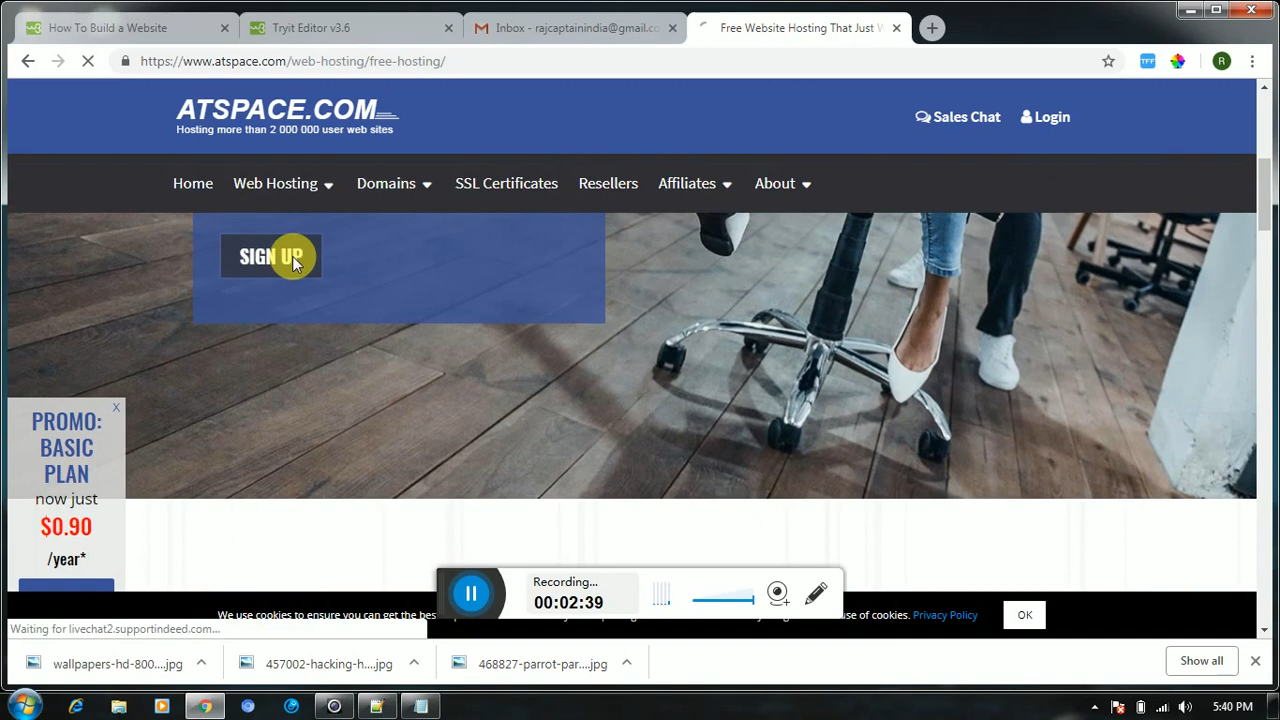 How To Build a Website
Tryit Editor v3.6
Inbox - rajcaptainindia@gmail.co
Free Website Hosting That Just W
https://www.atspace.com/web-hosting/free-hosting/
TFF
R
ATSPACE.COM
Hosting more than 2 000 000 user web sites
Sales Chat
Login
Home
Web Hosting
Domains
SSL Certificates
Resellers
Affiliates
About
SIGN UP
X
PROMO:
BASIC
PLAN
now just
$0.90
/year*
Recording...
00:02:39
We use cookies to ensure you can get the bes
use of cookies. Privacy Policy
OK
Waiting for livechat2.supportindeed.com...
wallpapers-hd-800....jpg
457002-hacking-h....jpg
468827-parrot-par....jpg
Show all
5:40 PM